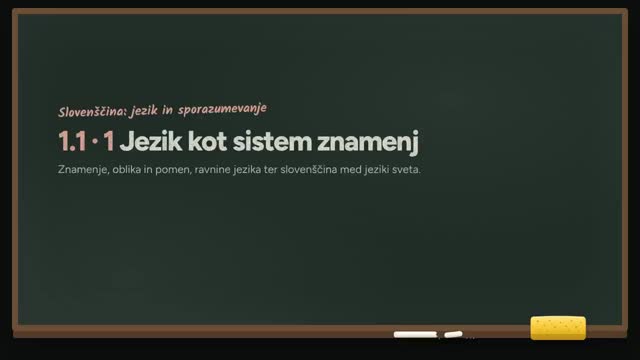 Slovenščina: jezik in sporazumevanje
1.1 · 1 Jezik kot sistem znamenj
Znamenje, oblika in pomen, ravnine jezika ter slovenščina med jeziki sveta.